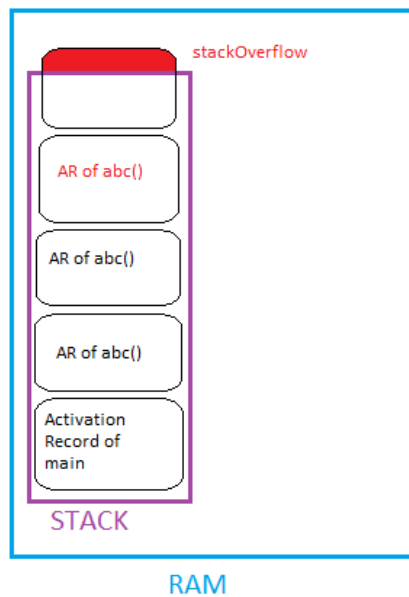 stackOverflow
AR of abc()
AR of abc()
AR of abc()
Activation
Record of
main
STACK
RAM